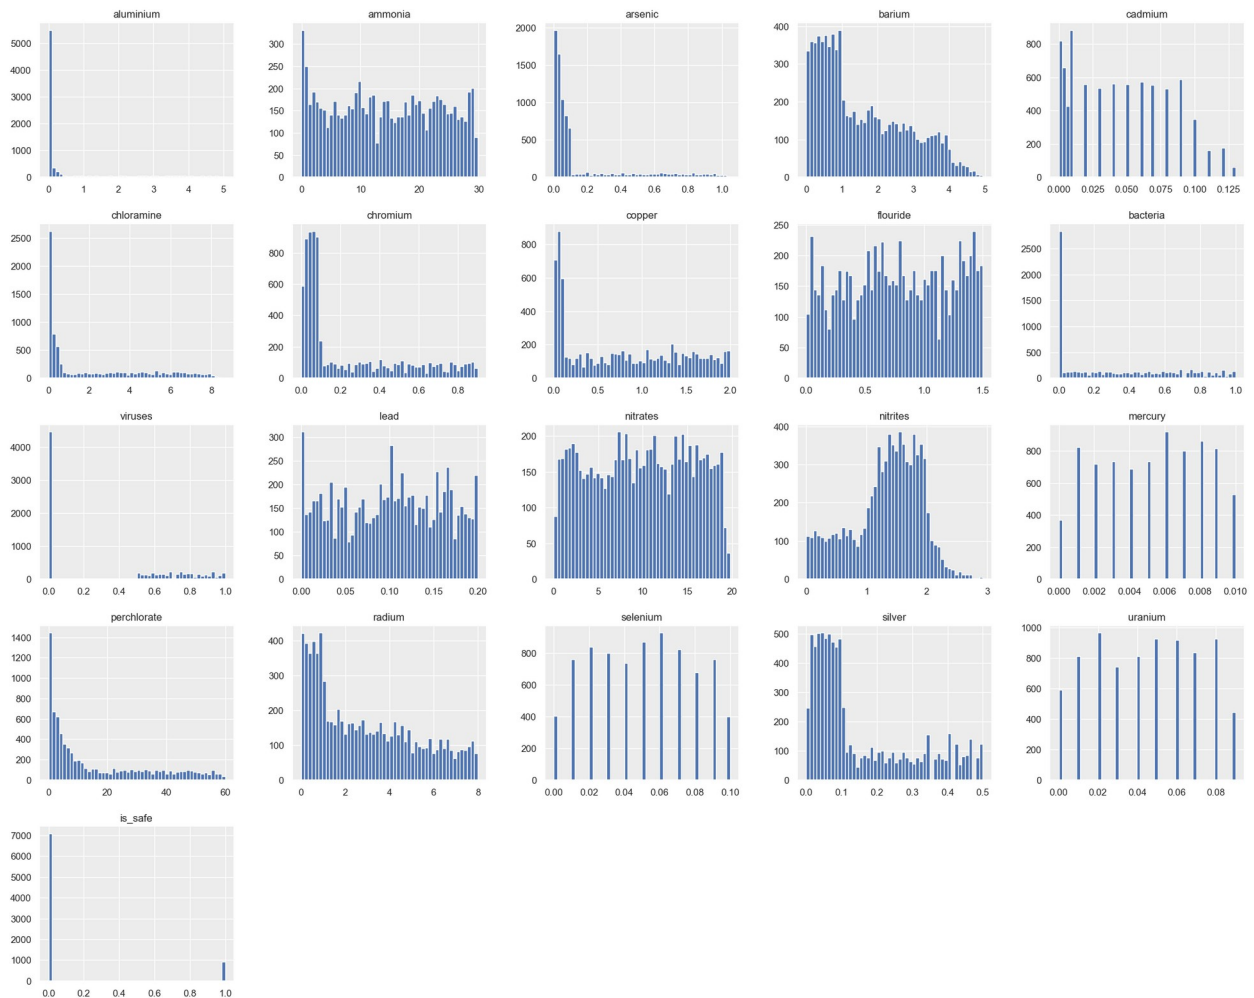 aluminium ammonia arsenic barium cadmium
5000 4000 3000 2000 1000 0
0 1 2 3 4 5
300 250 200 150 100 50 0
0 10 20 30
2000 1500 1000 500 0
0.0 0.2 0.4 0.6 0.8 1.0
400 300 200 100 0
0 1 2 3 4 5
800 600 400 200 0
0.000 0.025 0.050 0.075 0.100 0.125
chloramine chromium copper flouride bacteria
2500 2000 1500 1000 500 0
0 2 4 6 8
800 600 400 200 0
0.0 0.2 0.4 0.6 0.8
800 600 400 200 0
0.0 0.5 1.0 1.5 2.0
250 200 150 100 50 0
0.0 0.5 1.0 1.5
2500 2000 1500 1000 500 0
0.0 0.2 0.4 0.6 0.8 1.0
viruses lead nitrates nitrites mercury
4000 3000 2000 1000 0
0.0 0.2 0.4 0.6 0.8 1.0
300 250 200 150 100 50 0
0.00 0.05 0.10 0.15 0.20
200 150 100 50 0
0 5 10 15 20
400 300 200 100 0
0 1 2 3
800 600 400 200 0
0.000 0.002 0.004 0.006 0.008 0.010
perchlorate radium selenium silver uranium
1400 1200 1000 800 600 400 200 0
0 20 40 60
400 300 200 100 0
0 2 4 6 8
800 600 400 200 0
0.00 0.02 0.04 0.06 0.08 0.10
500 400 300 200 100 0
0.0 0.1 0.2 0.3 0.4 0.5
1000 800 600 400 200 0
0.00 0.02 0.04 0.06 0.08
is_safe
7000 6000 5000 4000 3000 2000 1000 0
0.0 0.2 0.4 0.6 0.8 1.0